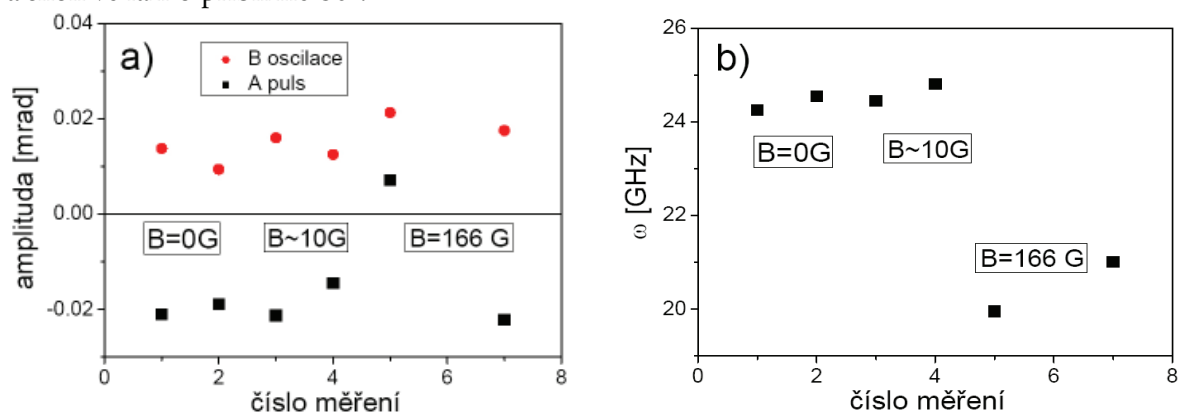 a)
B oscilace
A puls
B=0G
B~10G
B=166 G
0.04
0.02
0.00
-0.02
amplituda [mrad]
0
2
4
6
8
číslo měření
b)
B=0G
B~10G
B=166 G
26
24
22
20
ω [GHz]
0
2
4
6
8
číslo měření